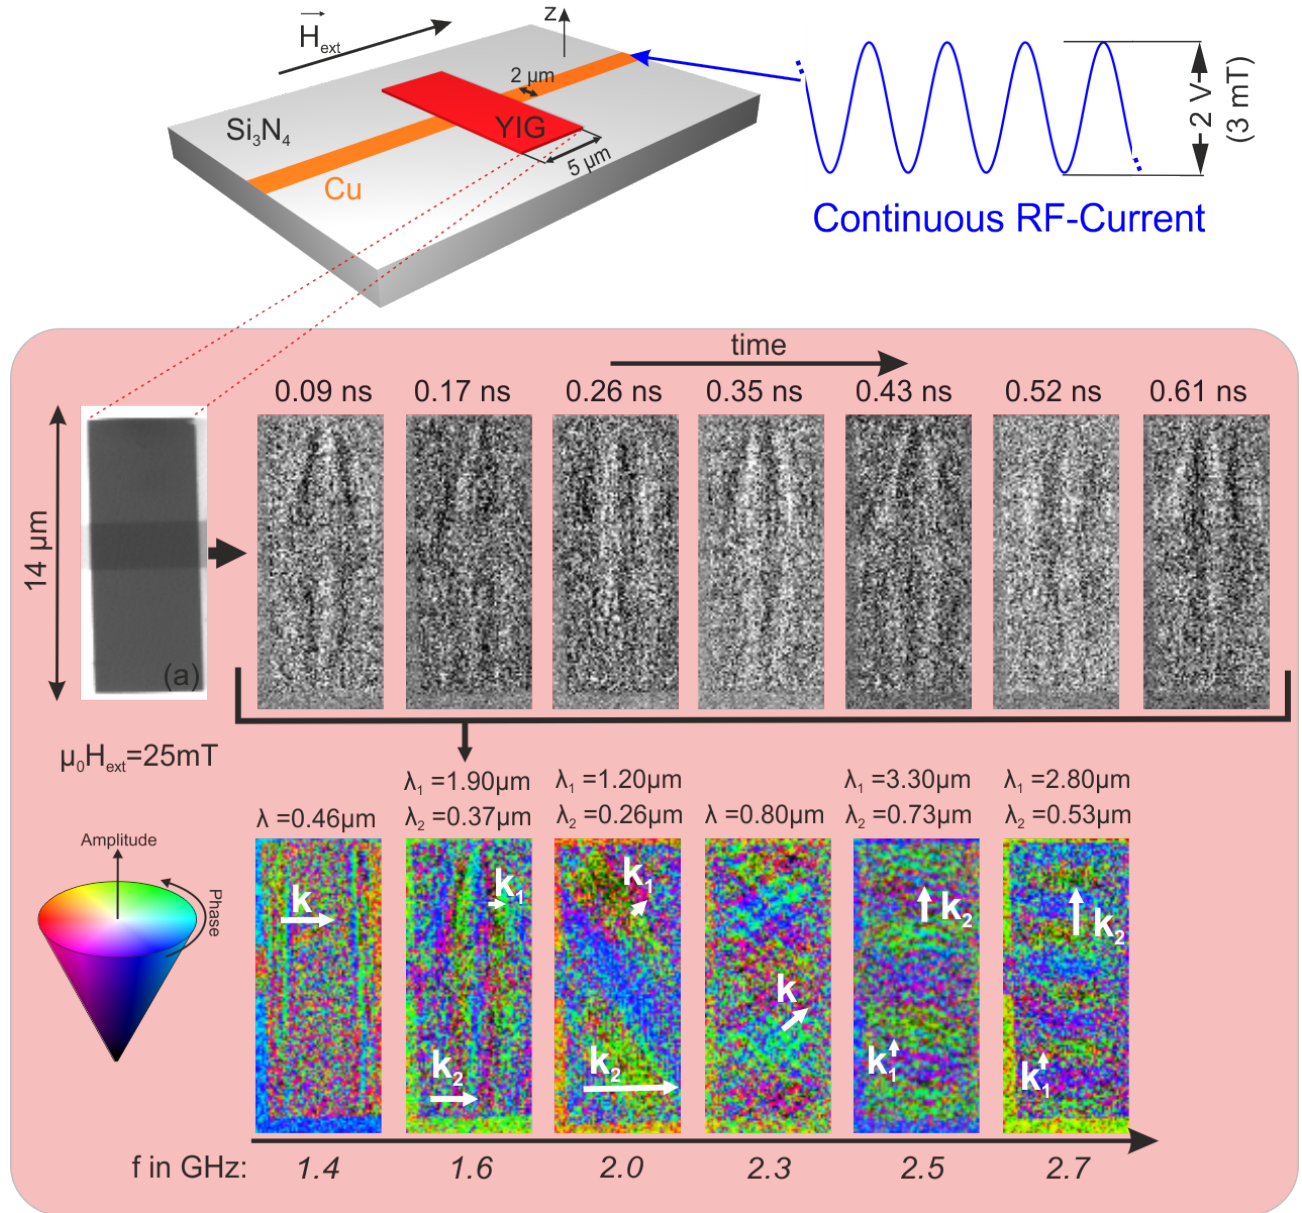 H⃗ext
z
2 µm
Si₃N₄
YIG
5 µm
Cu
2 V
(3 mT)
Continuous RF-Current
time
0.09 ns 0.17 ns 0.26 ns 0.35 ns 0.43 ns 0.52 ns 0.61 ns
14 µm
(a)
µ₀Hext=25mT
λ₁ =1.90µm λ₁ =1.20µm λ₁ =3.30µm λ₁ =2.80µm
λ =0.46µm λ₂ =0.37µm λ₂ =0.26µm λ =0.80µm λ₂ =0.73µm λ₂ =0.53µm
Amplitude
Phase
k k₁ k₁ k₂ k₂
k
k₂ k₂ k₁ k₁
f in GHz: 1.4 1.6 2.0 2.3 2.5 2.7